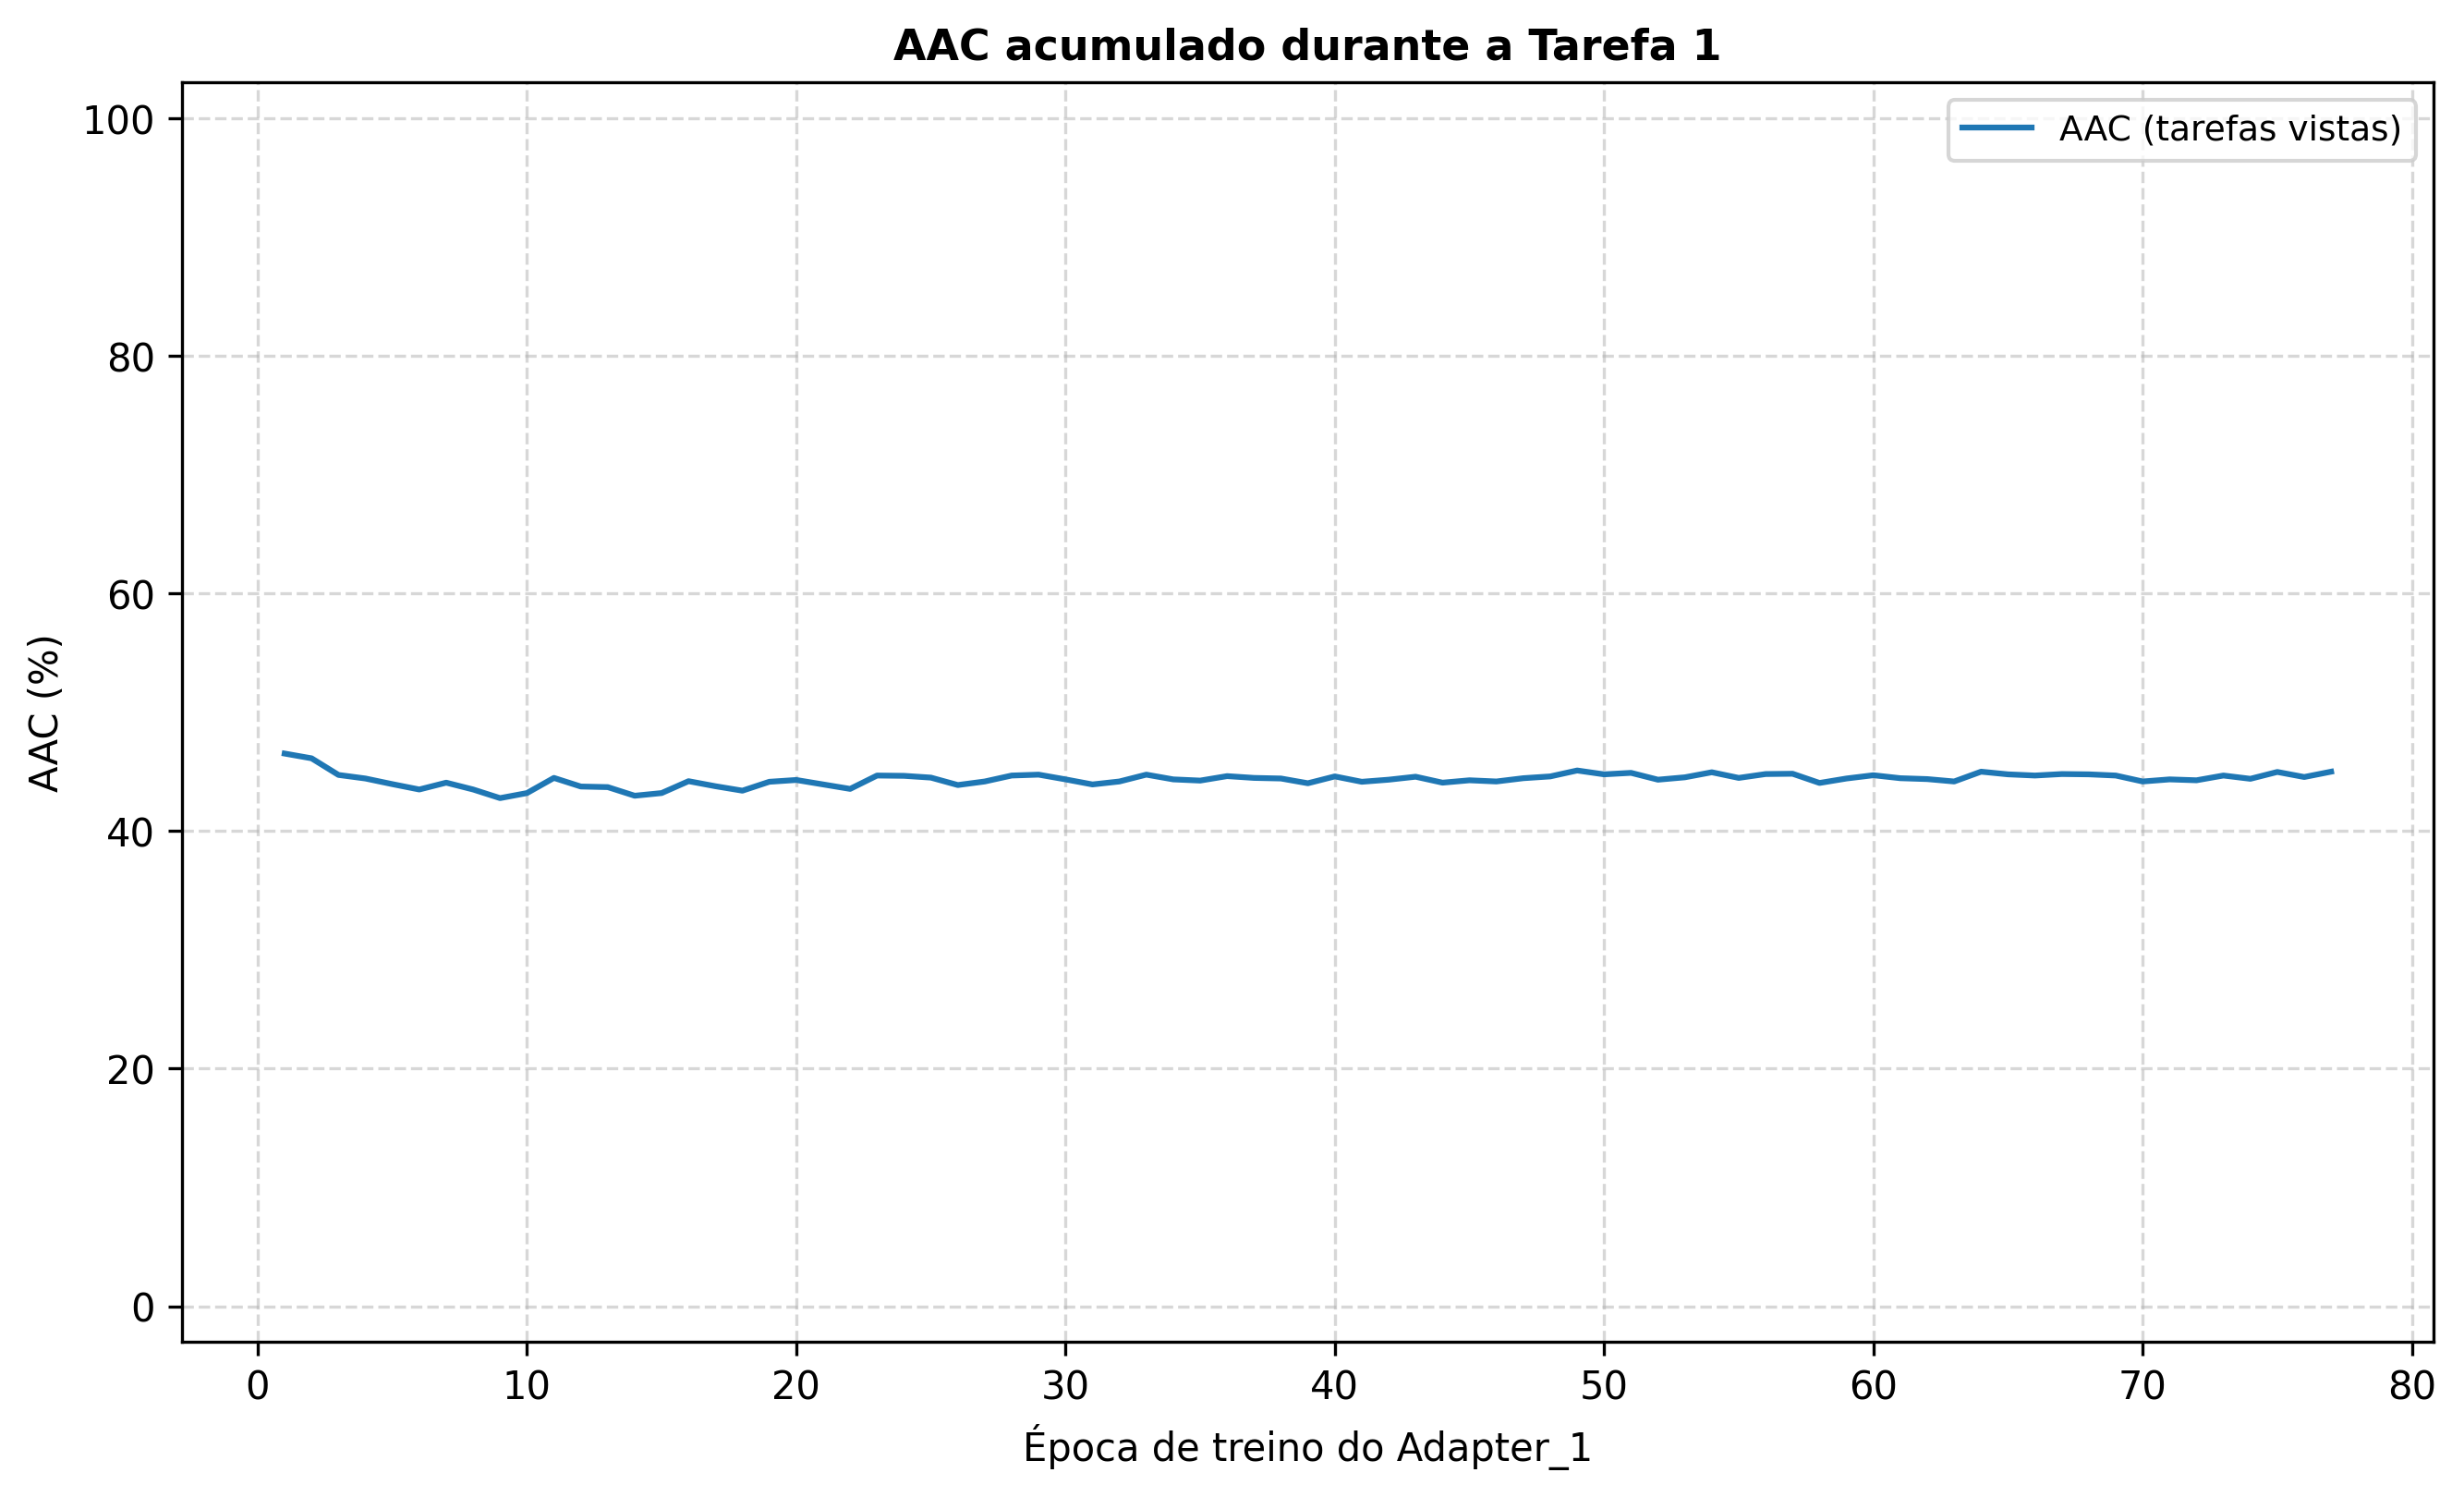 AAC acumulado durante a Tarefa 1
AAC (tarefas vistas)
100
80
60
40
20
0
AAC (%)
0 10 20 30 40 50 60 70 80
Época de treino do Adapter_1